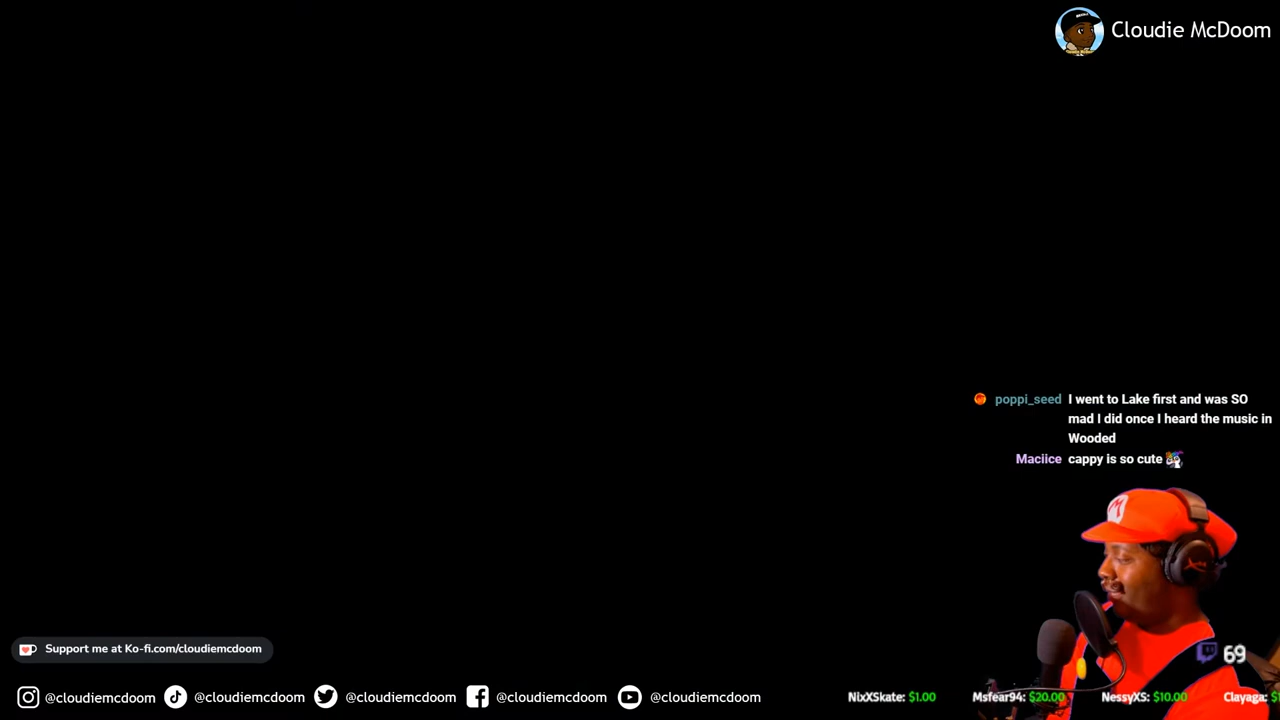 Cloudie McDoom
poppi_seed I went to Lake first and was SO
mad I did once I heard the music in
Wooded
Maciice cappy is so cute
M
69
Support me at Ko-fi.com/cloudiemcdoom
@cloudiemcdoom @cloudiemcdoom @cloudiemcdoom @cloudiemcdoom @cloudiemcdoom NixXSkate: $1.00 Msfear94: $20.00 NessyXS: $10.00 Clayaga: